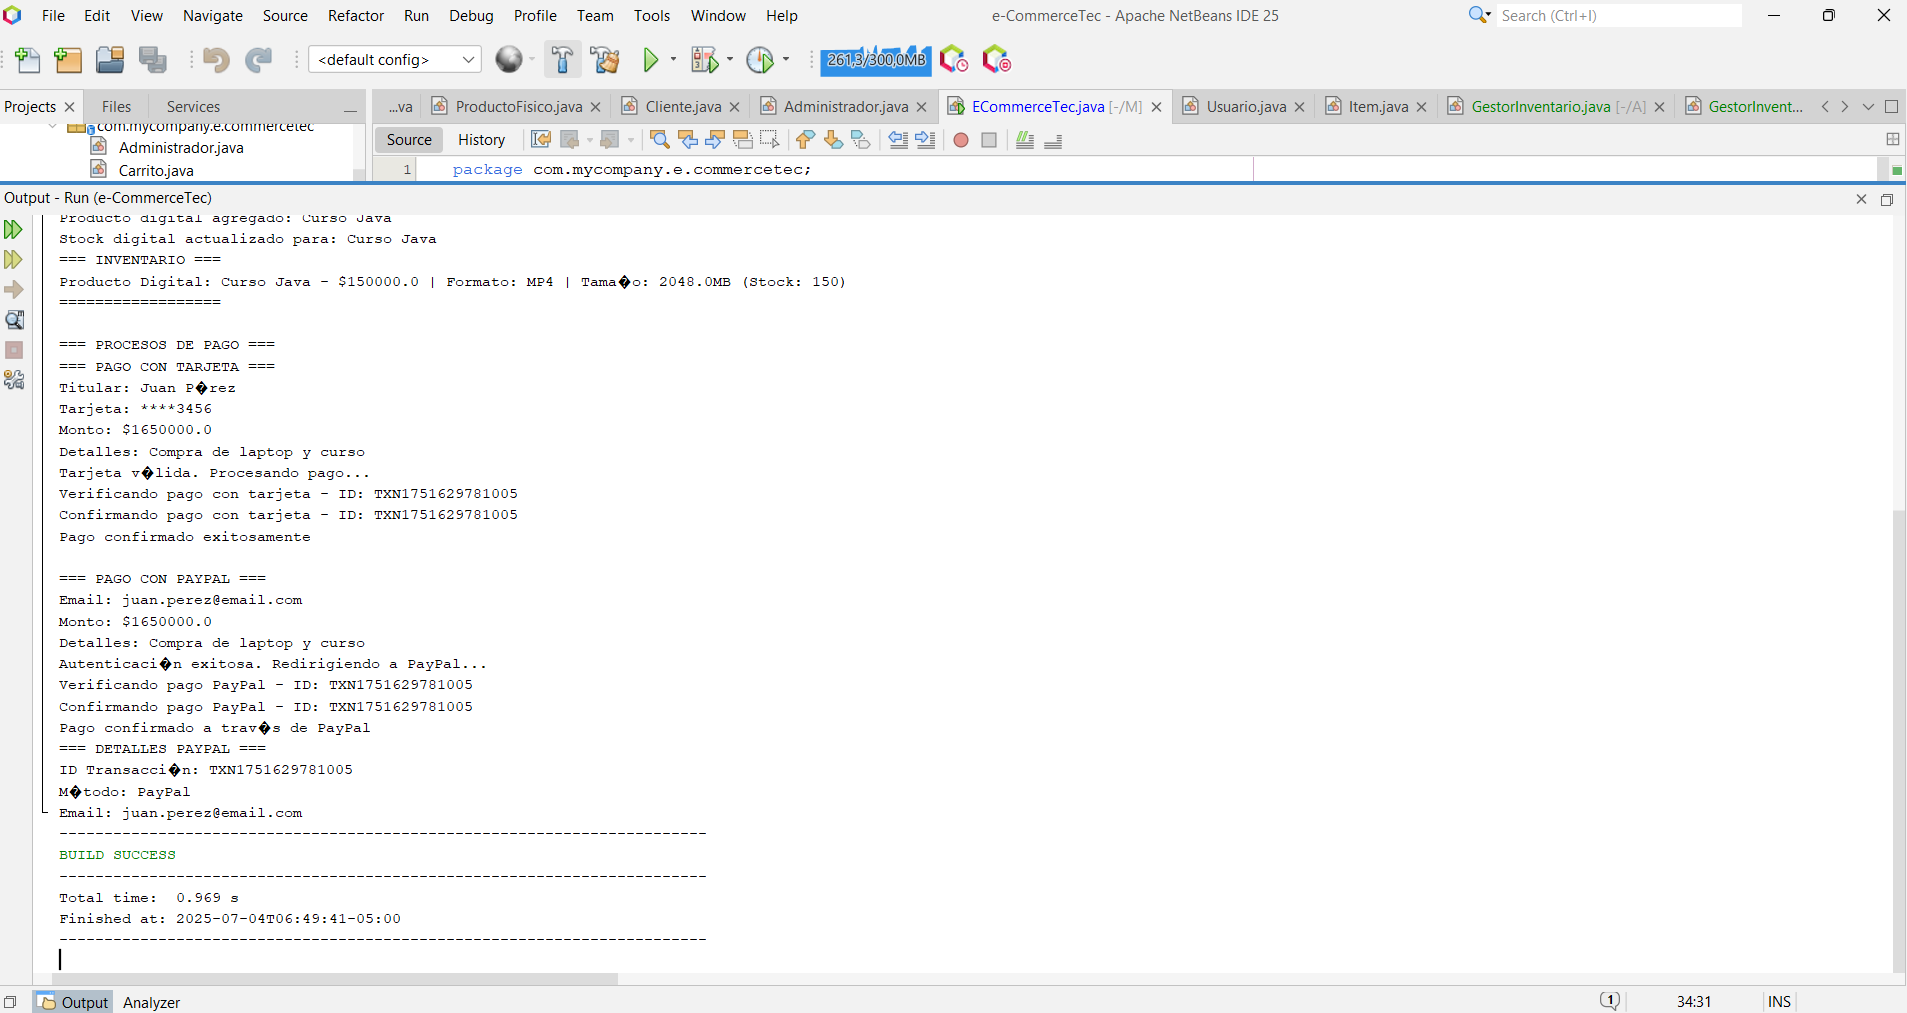 File Edit View Navigate Source Refactor Run Debug Profile Team Tools Window Help
e-CommerceTec - Apache NetBeans IDE 25
Search (Ctrl+I)
<default config>
261,3/300,0MB
Projects Files Services
...va ProductoFisico.java Cliente.java Administrador.java ECommerceTec.java [-/M] Usuario.java Item.java GestorInventario.java [-/A] GestorInvent...
com.mycompany.e.commercetec
Administrador.java
Carrito.java
Source History
1 package com.mycompany.e.commercetec;
Output - Run (e-CommerceTec)
Producto digital agregado: Curso Java
Stock digital actualizado para: Curso Java
=== INVENTARIO ===
Producto Digital: Curso Java - $150000.0 | Formato: MP4 | Tama�o: 2048.0MB (Stock: 150)
==================
=== PROCESOS DE PAGO ===
=== PAGO CON TARJETA ===
Titular: Juan P�rez
Tarjeta: ****3456
Monto: $1650000.0
Detalles: Compra de laptop y curso
Tarjeta v�lida. Procesando pago...
Verificando pago con tarjeta - ID: TXN1751629781005
Confirmando pago con tarjeta - ID: TXN1751629781005
Pago confirmado exitosamente
=== PAGO CON PAYPAL ===
Email: juan.perez@email.com
Monto: $1650000.0
Detalles: Compra de laptop y curso
Autenticaci�n exitosa. Redirigiendo a PayPal...
Verificando pago PayPal - ID: TXN1751629781005
Confirmando pago PayPal - ID: TXN1751629781005
Pago confirmado a trav�s de PayPal
=== DETALLES PAYPAL ===
ID Transacci�n: TXN1751629781005
M�todo: PayPal
Email: juan.perez@email.com
------------------------------------------------------------------------
BUILD SUCCESS
------------------------------------------------------------------------
Total time:  0.969 s
Finished at: 2025-07-04T06:49:41-05:00
------------------------------------------------------------------------
Output Analyzer
1
34:31
INS